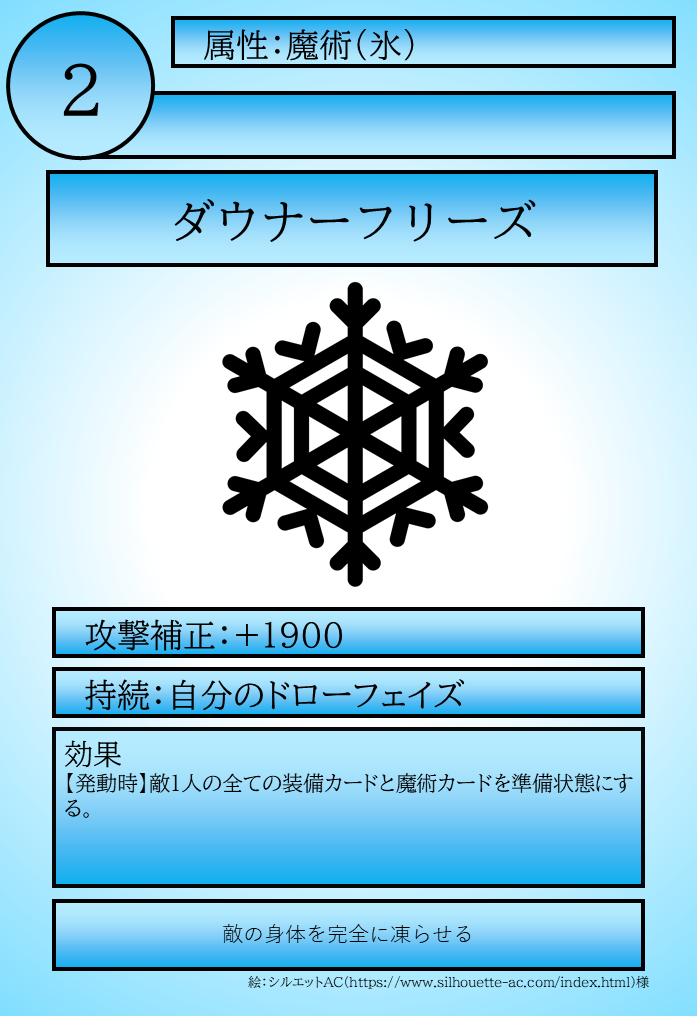 属性：魔術（氷）
2
ダウナーフリーズ
攻撃補正：＋1900
持続：自分のドローフェイズ
効果
【発動時】敵1人の全ての装備カードと魔術カードを準備状態にす
る。
敵の身体を完全に凍らせる
絵：シルエットAC（https://www.silhouette-ac.com/index.html）様